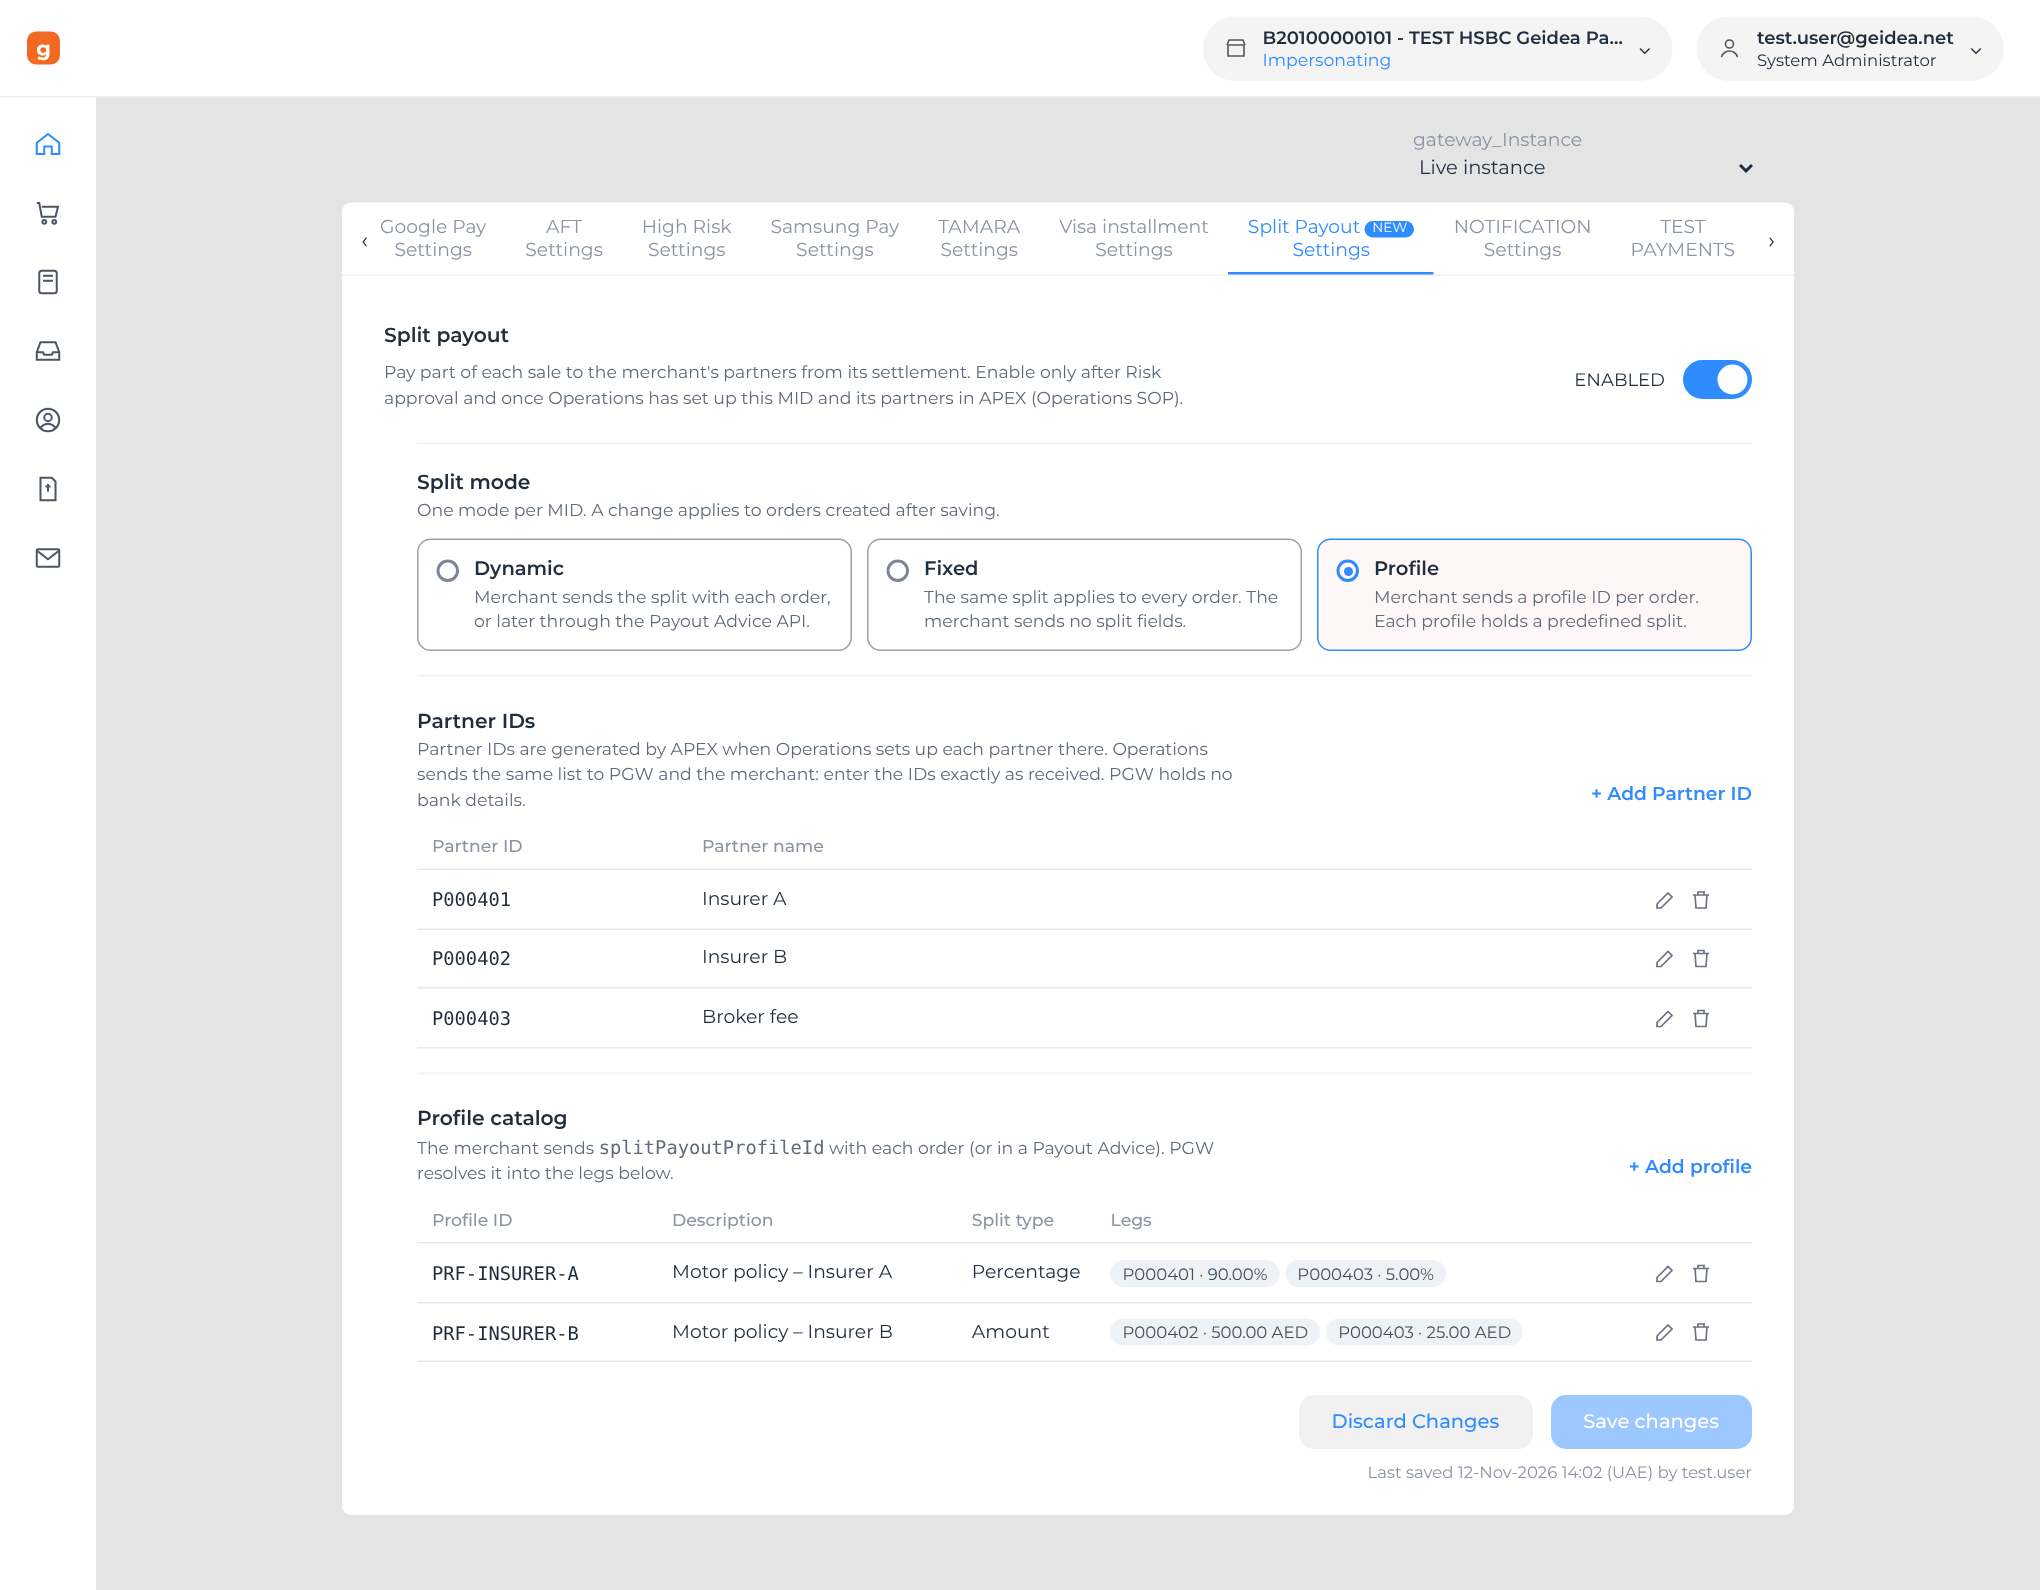 g
B20100000101 - TEST HSBC Geidea Pa...
Impersonating
test.user@geidea.net
System Administrator
gateway_Instance
Live instance
Google Pay
Settings
AFT
Settings
High Risk
Settings
Samsung Pay
Settings
TAMARA
Settings
Visa installment
Settings
Split Payout NEW
Settings
NOTIFICATION
Settings
TEST
PAYMENTS
Split payout
Pay part of each sale to the merchant's partners from its settlement. Enable only after Risk
approval and once Operations has set up this MID and its partners in APEX (Operations SOP).
ENABLED
Split mode
One mode per MID. A change applies to orders created after saving.
Dynamic
Merchant sends the split with each order,
or later through the Payout Advice API.
Fixed
The same split applies to every order. The
merchant sends no split fields.
Profile
Merchant sends a profile ID per order.
Each profile holds a predefined split.
Partner IDs
Partner IDs are generated by APEX when Operations sets up each partner there. Operations
sends the same list to PGW and the merchant: enter the IDs exactly as received. PGW holds no
bank details.
+ Add Partner ID
Partner ID Partner name
P000401 Insurer A
P000402 Insurer B
P000403 Broker fee
Profile catalog
The merchant sends splitPayoutProfileId with each order (or in a Payout Advice). PGW
resolves it into the legs below.
+ Add profile
Profile ID Description Split type Legs
PRF-INSURER-A Motor policy – Insurer A Percentage P000401 · 90.00% P000403 · 5.00%
PRF-INSURER-B Motor policy – Insurer B Amount P000402 · 500.00 AED P000403 · 25.00 AED
Discard Changes
Save changes
Last saved 12-Nov-2026 14:02 (UAE) by test.user